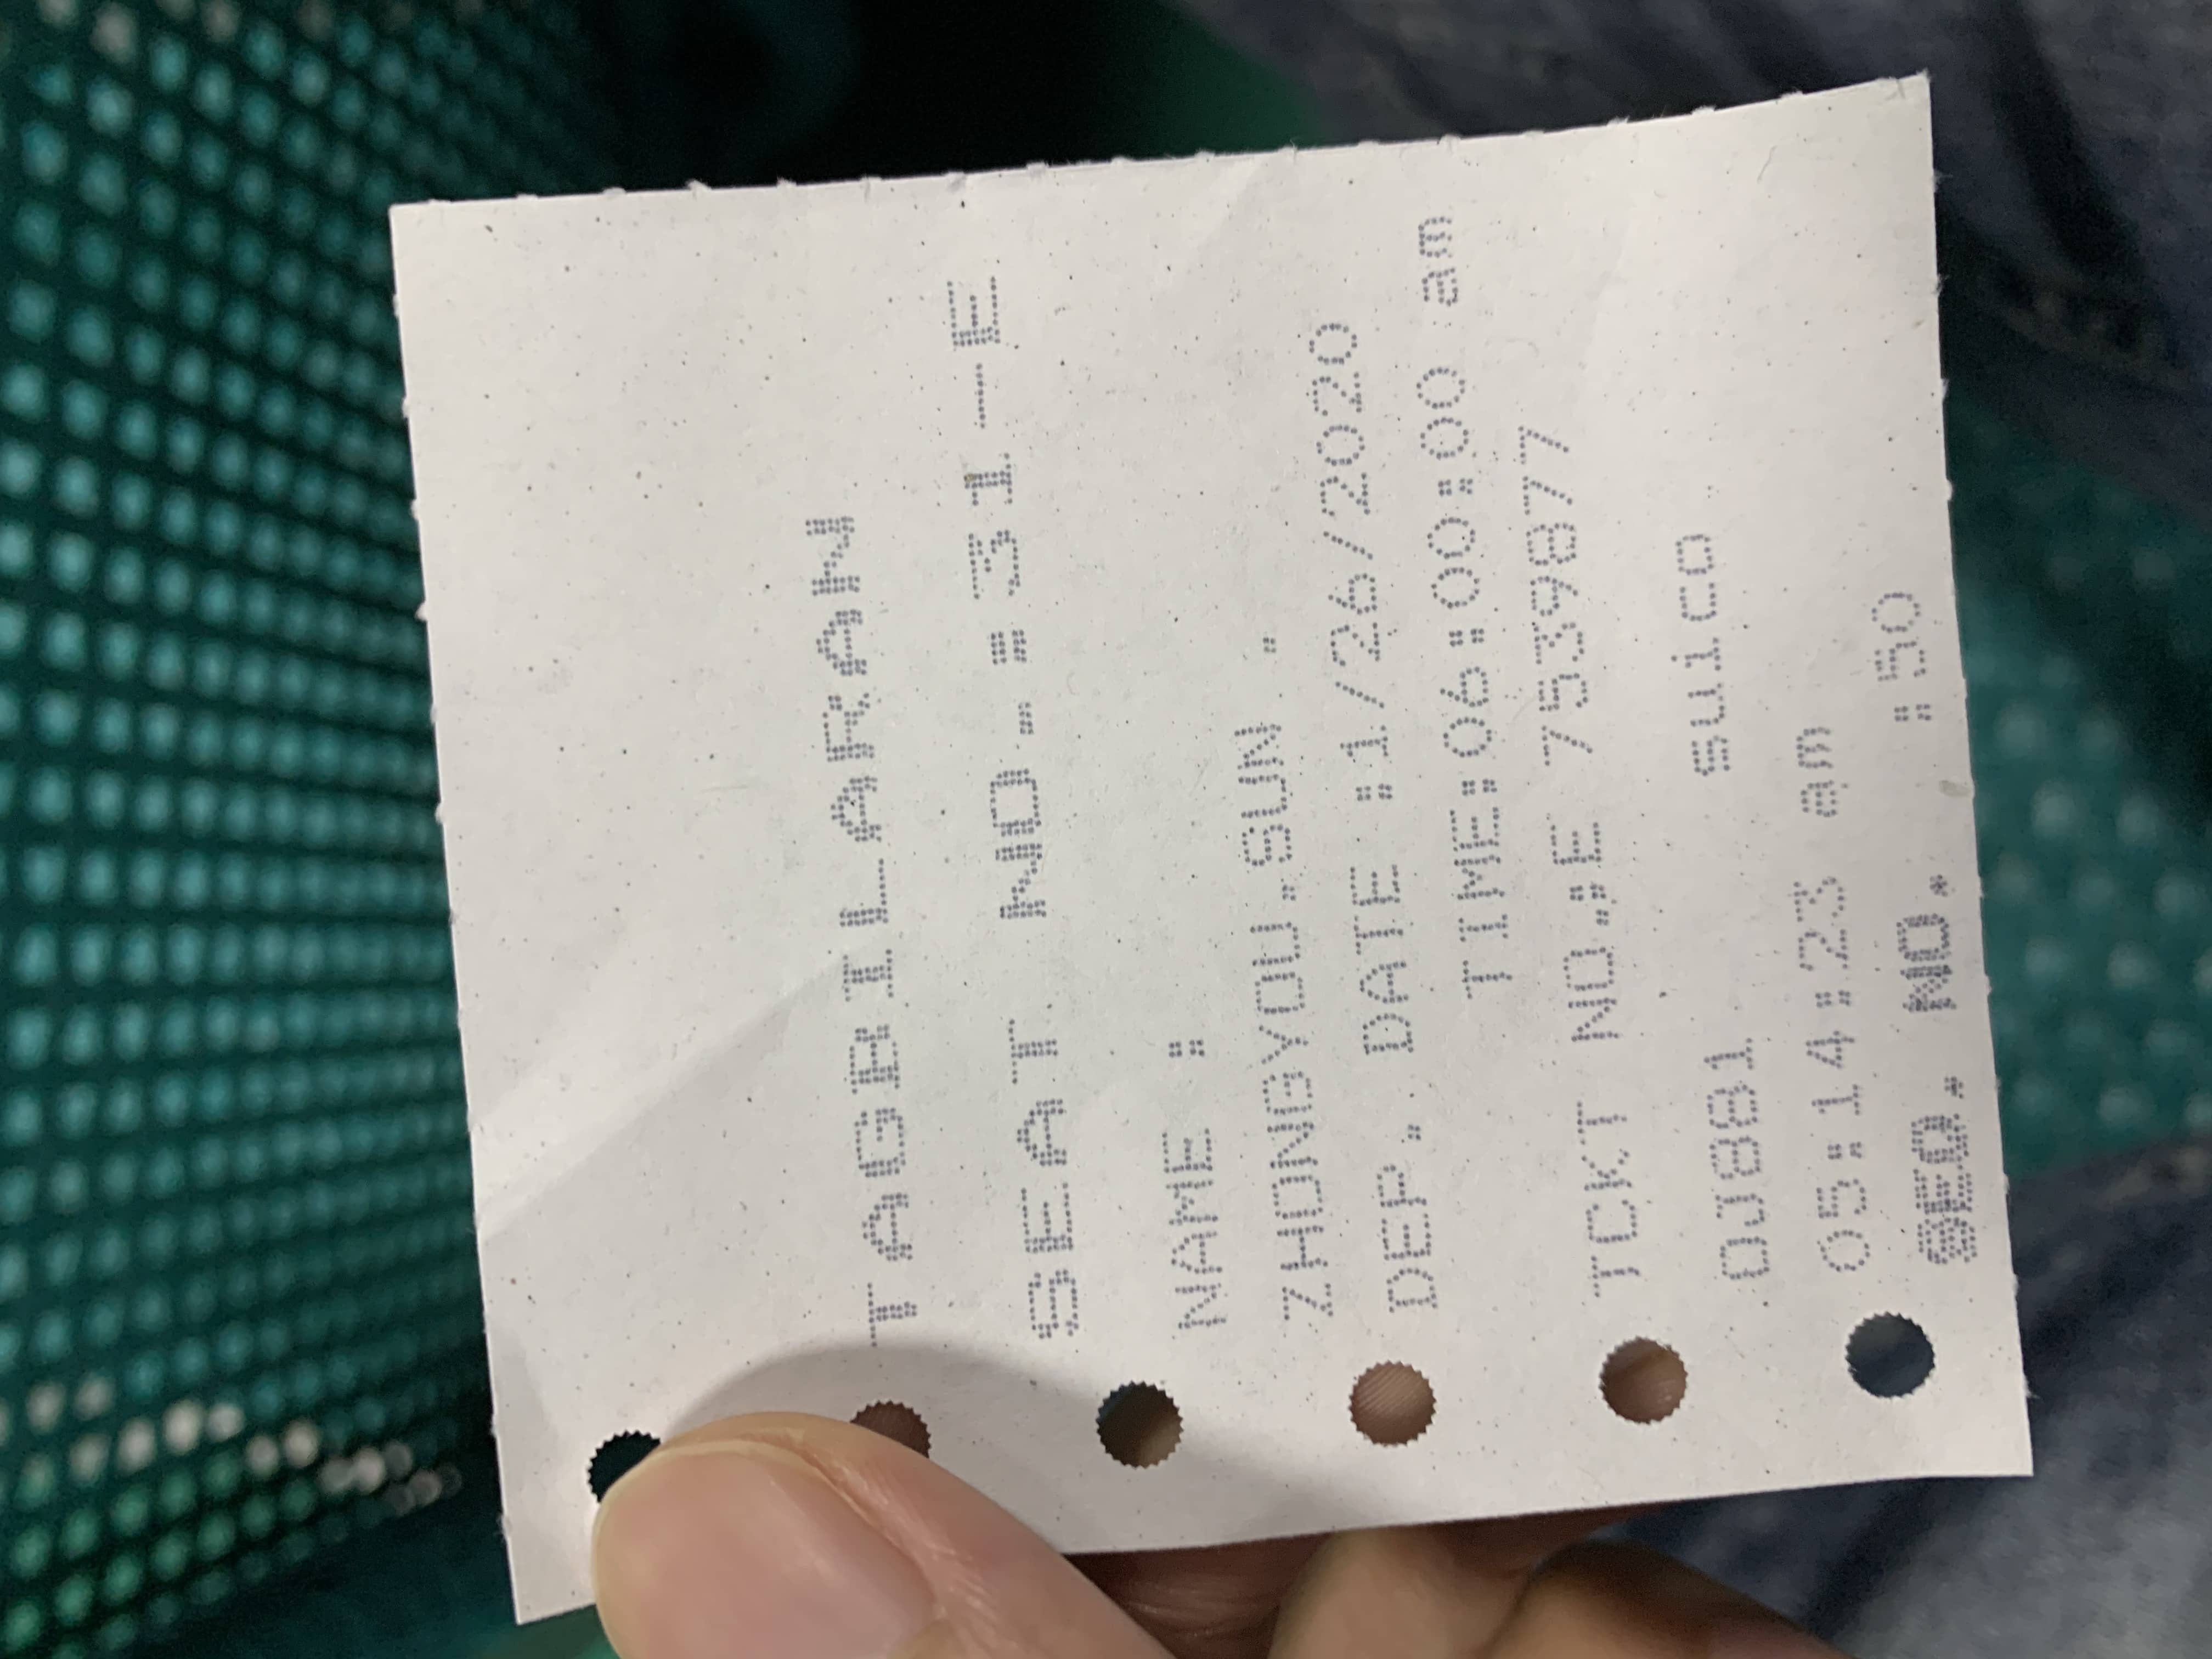 TAGBILARAN
SEAT NO.:31-E
NAME :
ZHONGYOU.SUN .
DEP. DATE :1/26/2020
TIME:06:00:00 am
TCKT NO.:E 7539877
OJ881 suico
05:14:23 am
SEQ. NO. :50